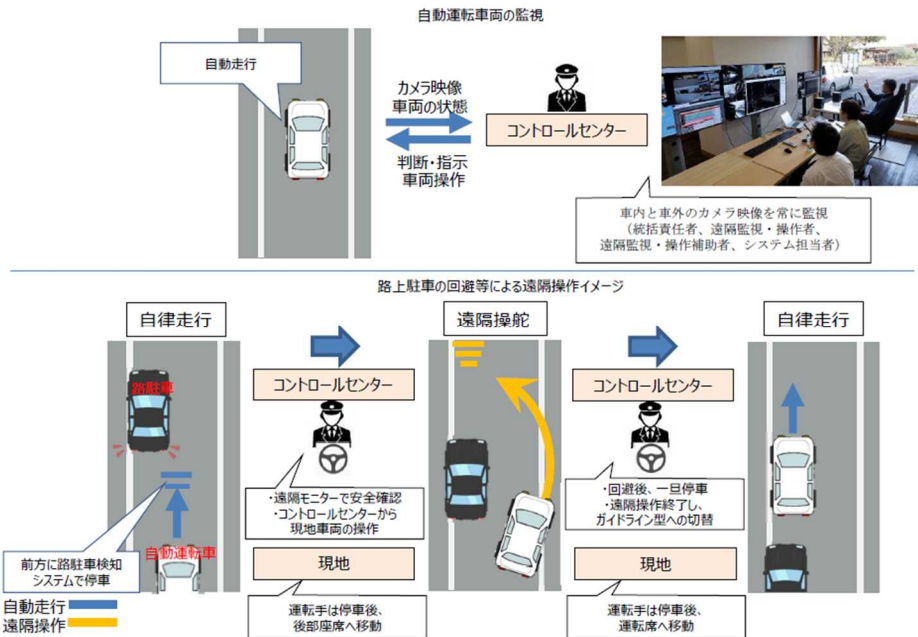 自動運転車両の監視
自動走行
カメラ映像
車両の状態
判断・指示
車両操作
コントロールセンター
車内と車外のカメラ映像を常に監視
（統括責任者、遠隔監視・操作者、
遠隔監視・操作補助者、システム担当者）
路上駐車の回避等による遠隔操作イメージ
自律走行
遠隔操舵
自律走行
路駐車
自動運転車
前方に路駐車検知
システムで停車
コントロールセンター
・遠隔モニターで安全確認
・コントロールセンターから
現地車両の操作
現地
運転手は停車後、
後部座席へ移動
コントロールセンター
・回避後、一旦停車
・遠隔操作終了し、
ガイドライン型への切替
現地
運転手は停車後、
運転席へ移動
自動走行
遠隔操作